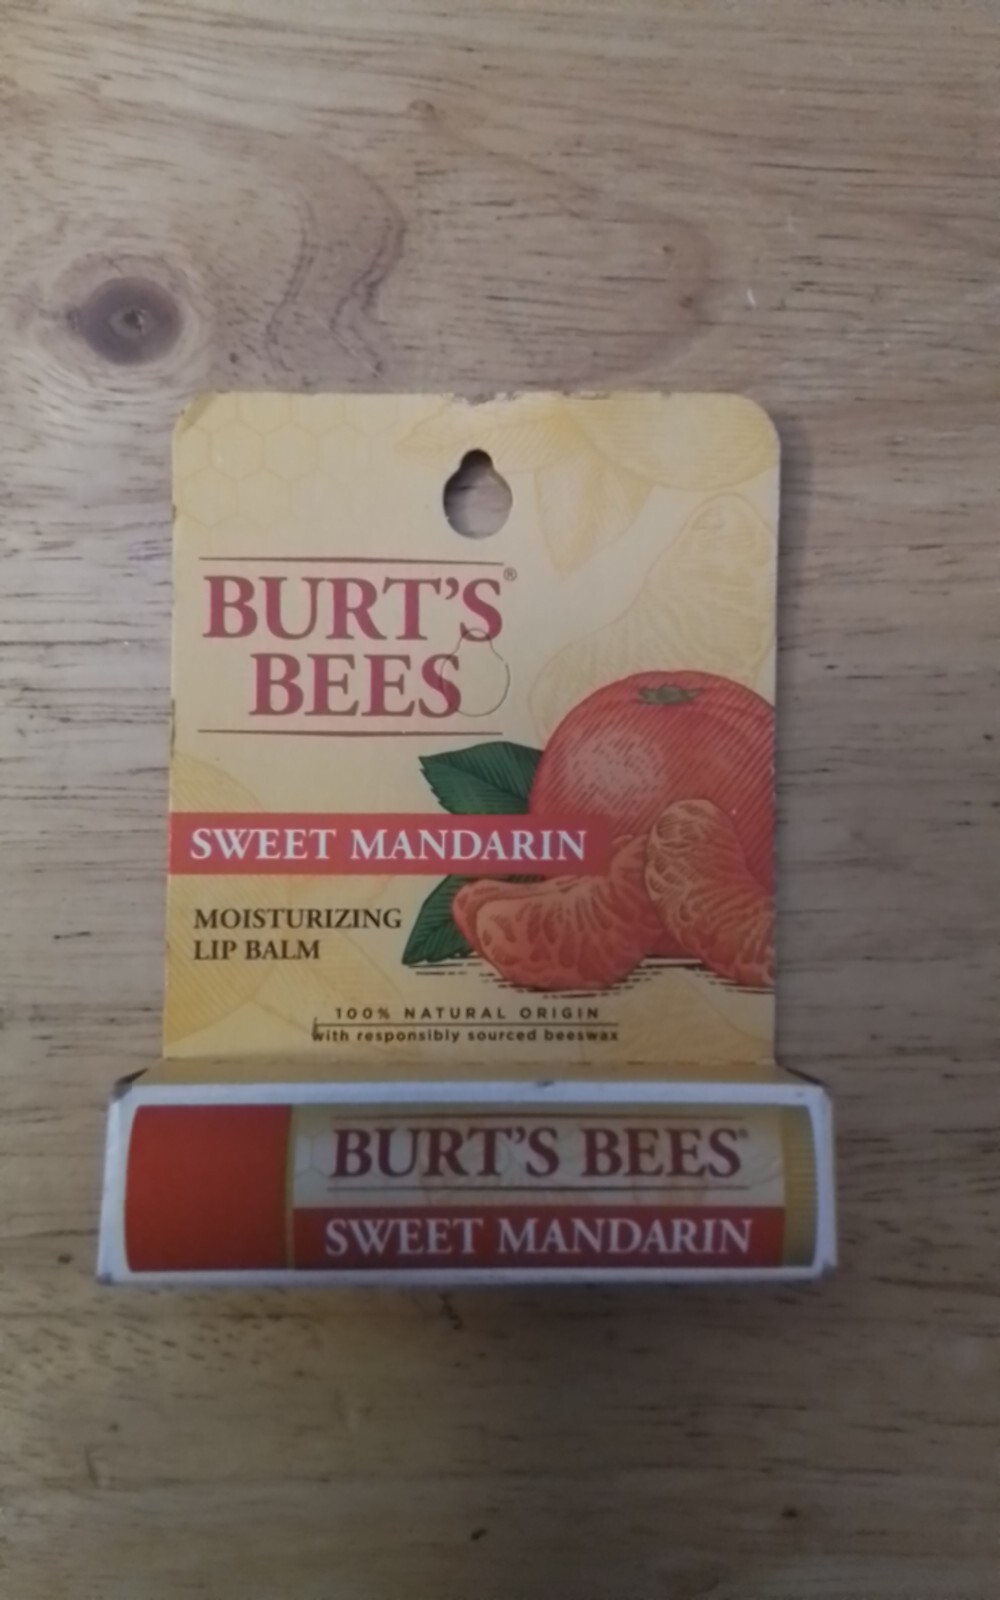 BURT'S®
BEES
SWEET MANDARIN
MOISTURIZING
LIP BALM
100% NATURAL ORIGIN
with responsibly sourced beeswax
BURT'S BEES®
SWEET MANDARIN